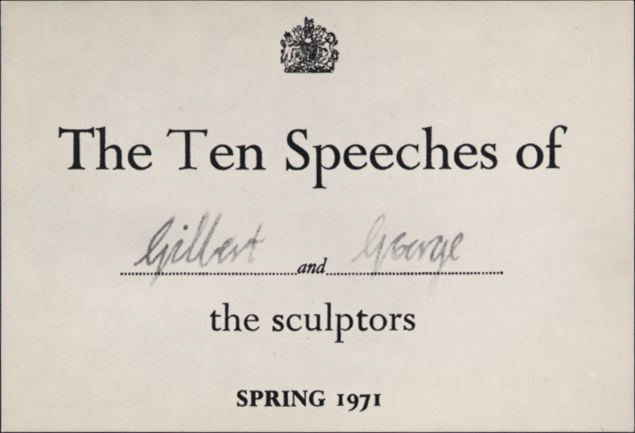 The Ten Speeches of
Gilbert and George
the sculptors
SPRING 1971